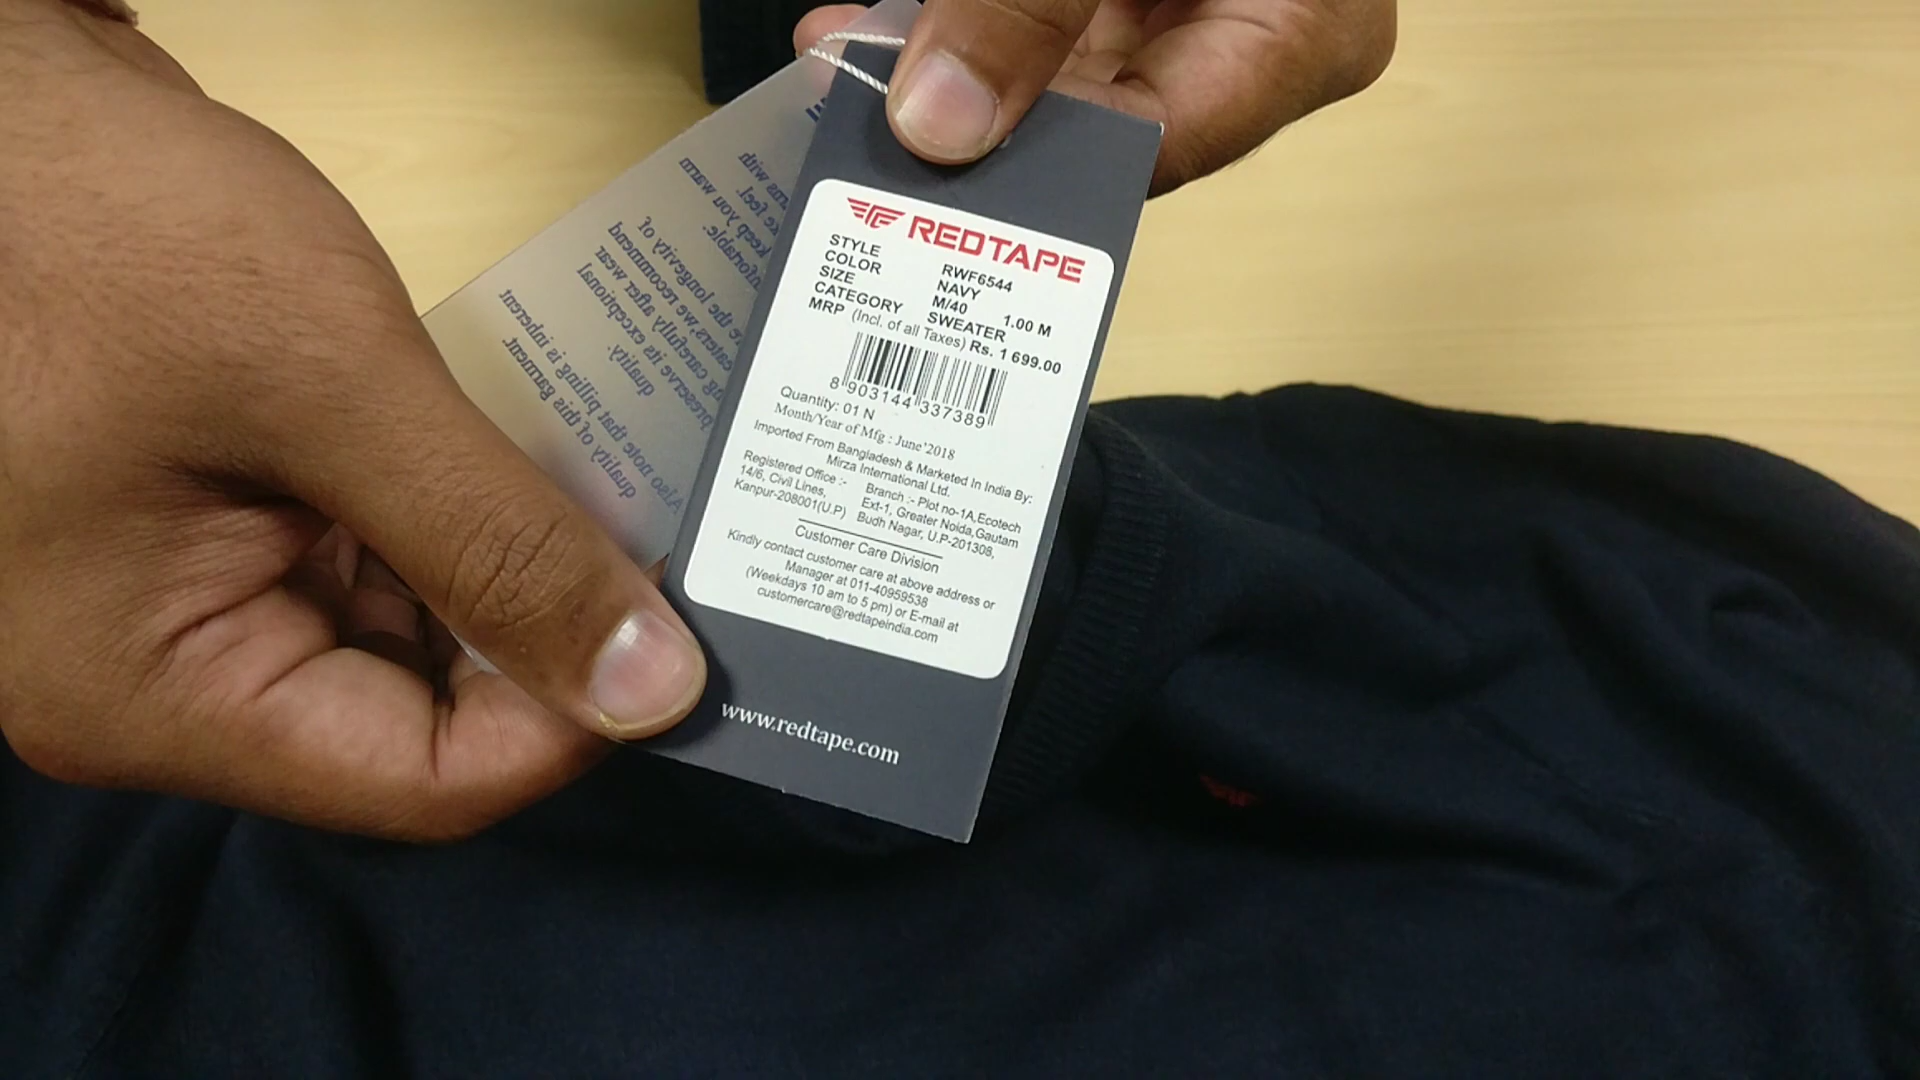 REDTAPE
STYLE RWF6544
COLOR NAVY
SIZE M/40 1.00 M
CATEGORY SWEATER
MRP (Incl. of all Taxes) Rs. 1699.00
8 903144 337389
Quantity: 01 N
Month/Year of Mfg : June'2018
Imported From Bangladesh & Marketed In India By:
Mirza International Ltd.
Registered Office :-
14/6, Civil Lines,
Kanpur-208001(U.P)
Branch :- Plot no-1A,Ecotech
Ext-1, Greater Noida,Gautam
Budh Nagar, U.P-201308,
Customer Care Division
Kindly contact customer care at above address or
Manager at 011-40959538
(Weekdays 10 am to 5 pm) or E-mail at
customercare@redtapeindia.com
www.redtape.com
with
feel.
keep you warm
the longevity of
we recommend
carefully after wear
its exceptional
quality.
Also note that pilling is inherent
quality of this garment.